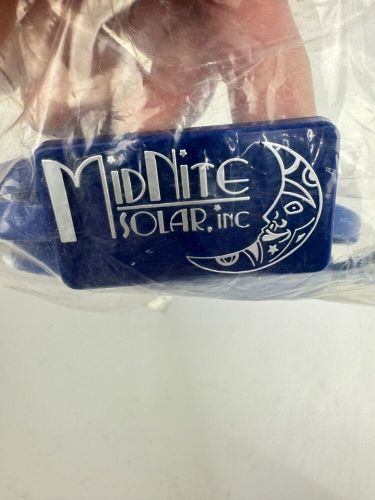 MidNite
Solar, inc